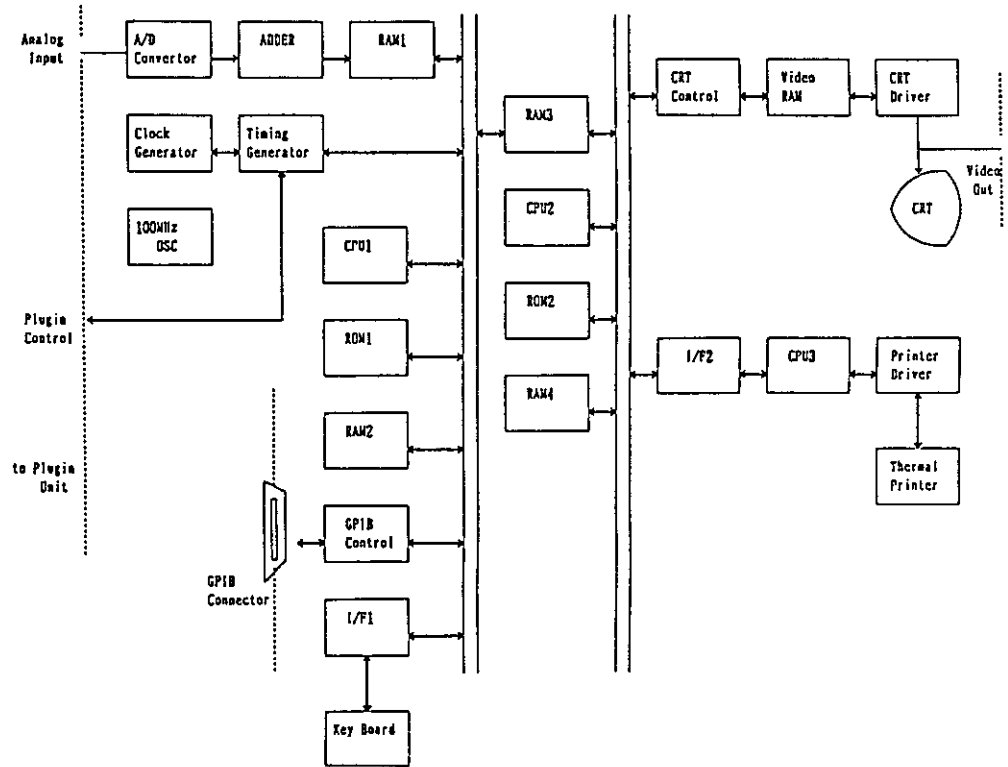 Analog
Input
A/D
Convertor
ADDER
RAM1
Clock
Generator
Timing
Generator
100MHz
OSC
CPU1
Plugin
Control
ROM1
RAM2
to Plugin
Unit
GPIB
Control
GPIB
Connector
I/F1
Key Board
RAM3
CPU2
ROM2
RAM4
CRT
Control
Video
RAM
CRT
Driver
Video
Out
CRT
I/F2
CPU3
Printer
Driver
Thermal
Printer